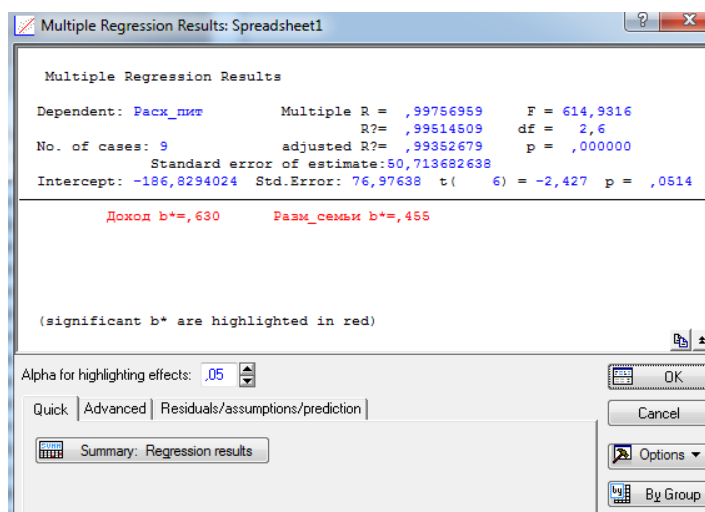 Multiple Regression Results: Spreadsheet1
Multiple Regression Results
Dependent: Расх_пит Multiple R = ,99756959 F = 614,9316
R?= ,99514509 df = 2,6
No. of cases: 9 adjusted R?= ,99352679 p = ,000000
Standard error of estimate:50,713682638
Intercept: -186,8294024 Std.Error: 76,97638 t( 6) = -2,427 p = ,0514
Доход b*=,630 Разм_семьи b*=,455
(significant b* are highlighted in red)
Alpha for highlighting effects: ,05
OK
Quick Advanced Residuals/assumptions/prediction
Cancel
Summary: Regression results
Options
By Group